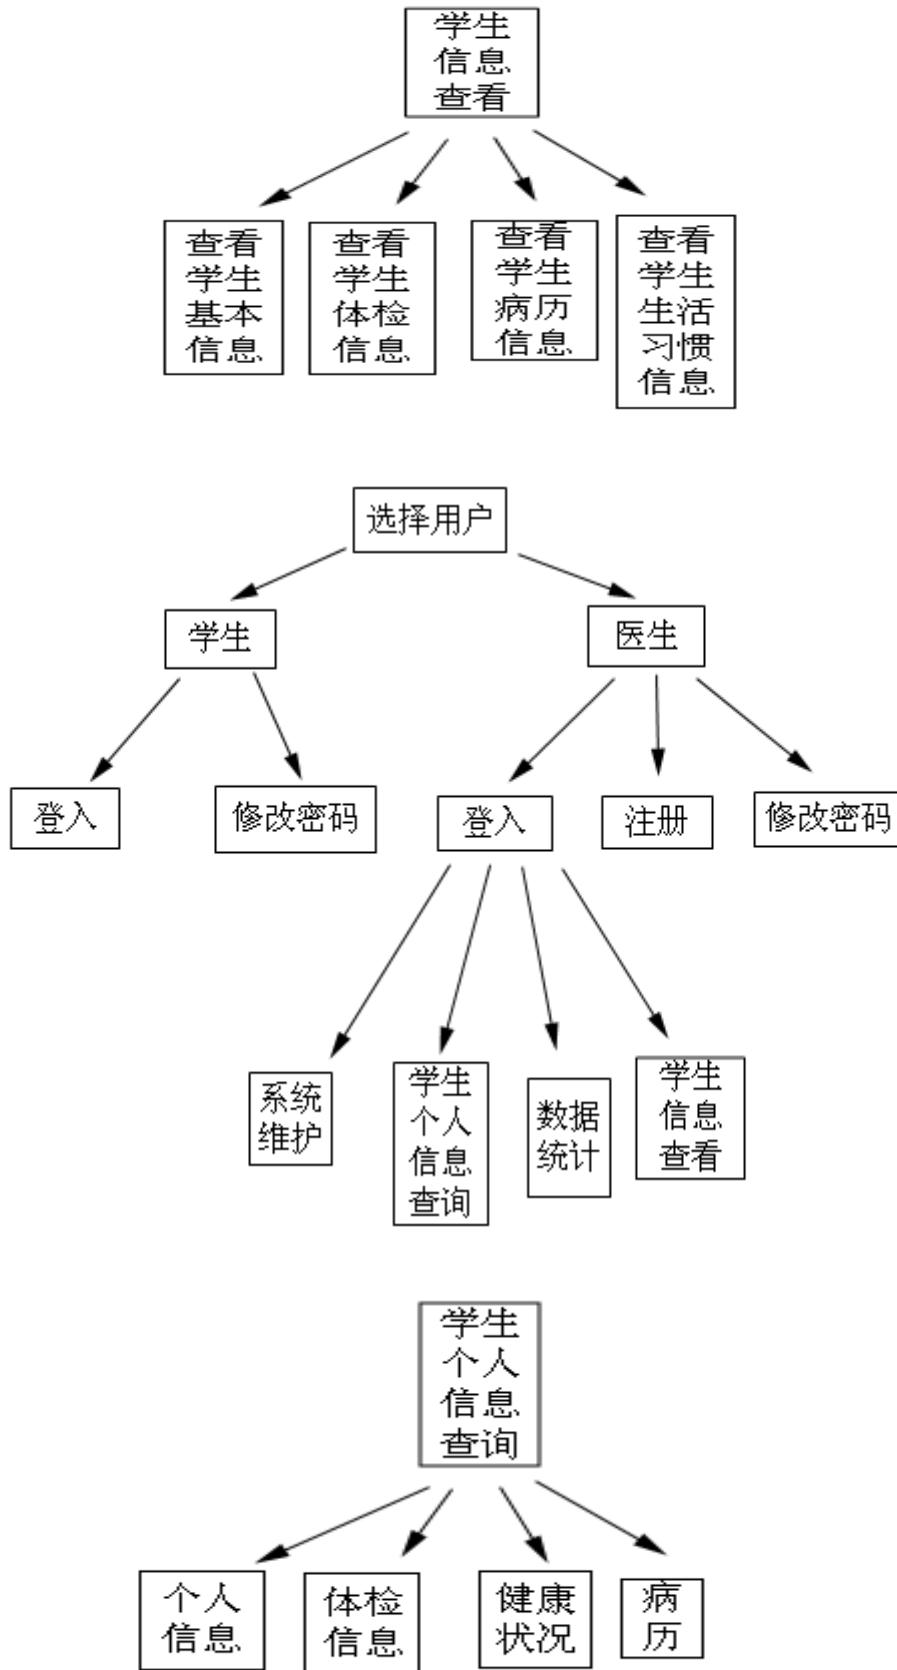 学生
信息
查看
查看
学生
基本
信息
查看
学生
体检
信息
查看
学生
病历
信息
查看
学生
生活
习惯
信息
选择用户
学生
医生
登入
修改密码
登入
注册
修改密码
系统
维护
学生
个人
信息
查询
数据
统计
学生
信息
查看
学生
个人
信息
查询
个人
信息
体检
信息
健康
状况
病
历